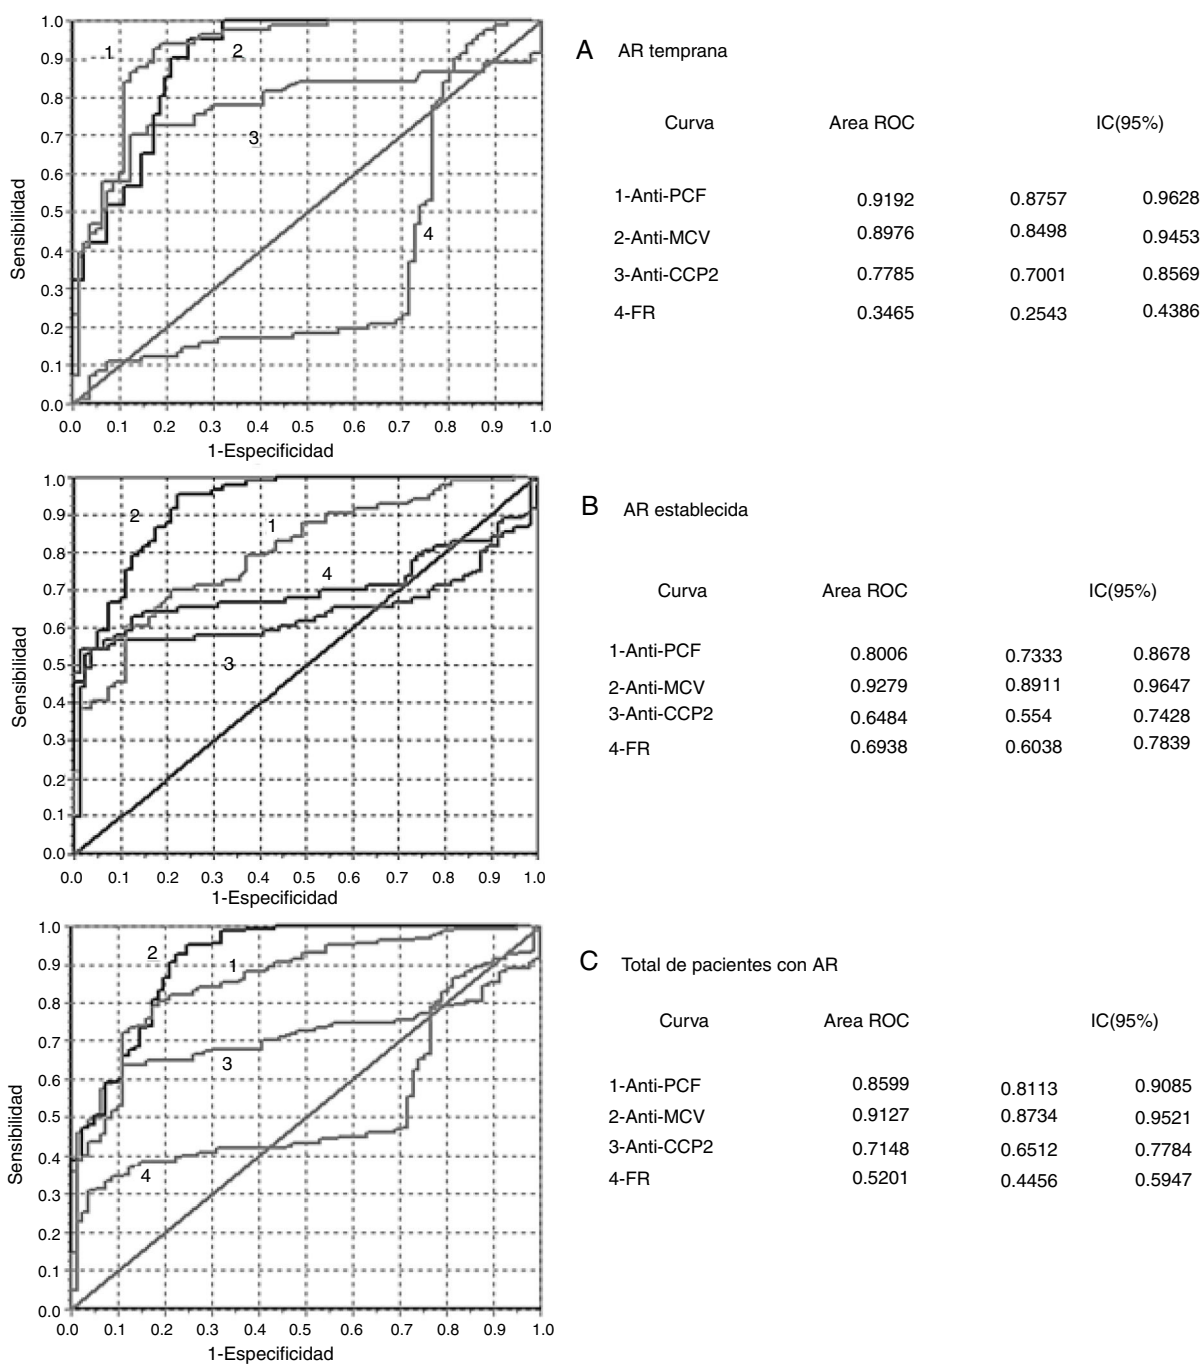 A AR temprana
Curva Area ROC IC(95%)
1-Anti-PCF 0.9192 0.8757 0.9628
2-Anti-MCV 0.8976 0.8498 0.9453
3-Anti-CCP2 0.7785 0.7001 0.8569
4-FR 0.3465 0.2543 0.4386
Sensibilidad
1.0
0.9
0.8
0.7
0.6
0.5
0.4
0.3
0.2
0.1
0.0
1
2
3
4
0.0 0.1 0.2 0.3 0.4 0.5 0.6 0.7 0.8 0.9 1.0
1-Especificidad
B AR establecida
Curva Area ROC IC(95%)
1-Anti-PCF 0.8006 0.7333 0.8678
2-Anti-MCV 0.9279 0.8911 0.9647
3-Anti-CCP2 0.6484 0.554 0.7428
4-FR 0.6938 0.6038 0.7839
Sensibilidad
1.0
0.9
0.8
0.7
0.6
0.5
0.4
0.3
0.2
0.1
0.0
2
1
4
3
0.0 0.1 0.2 0.3 0.4 0.5 0.6 0.7 0.8 0.9 1.0
1-Especificidad
C Total de pacientes con AR
Curva Area ROC IC(95%)
1-Anti-PCF 0.8599 0.8113 0.9085
2-Anti-MCV 0.9127 0.8734 0.9521
3-Anti-CCP2 0.7148 0.6512 0.7784
4-FR 0.5201 0.4456 0.5947
Sensibilidad
1.0
0.9
0.8
0.7
0.6
0.5
0.4
0.3
0.2
0.1
0.0
2
1
3
4
0.0 0.1 0.2 0.3 0.4 0.5 0.6 0.7 0.8 0.9 1.0
1-Especificidad